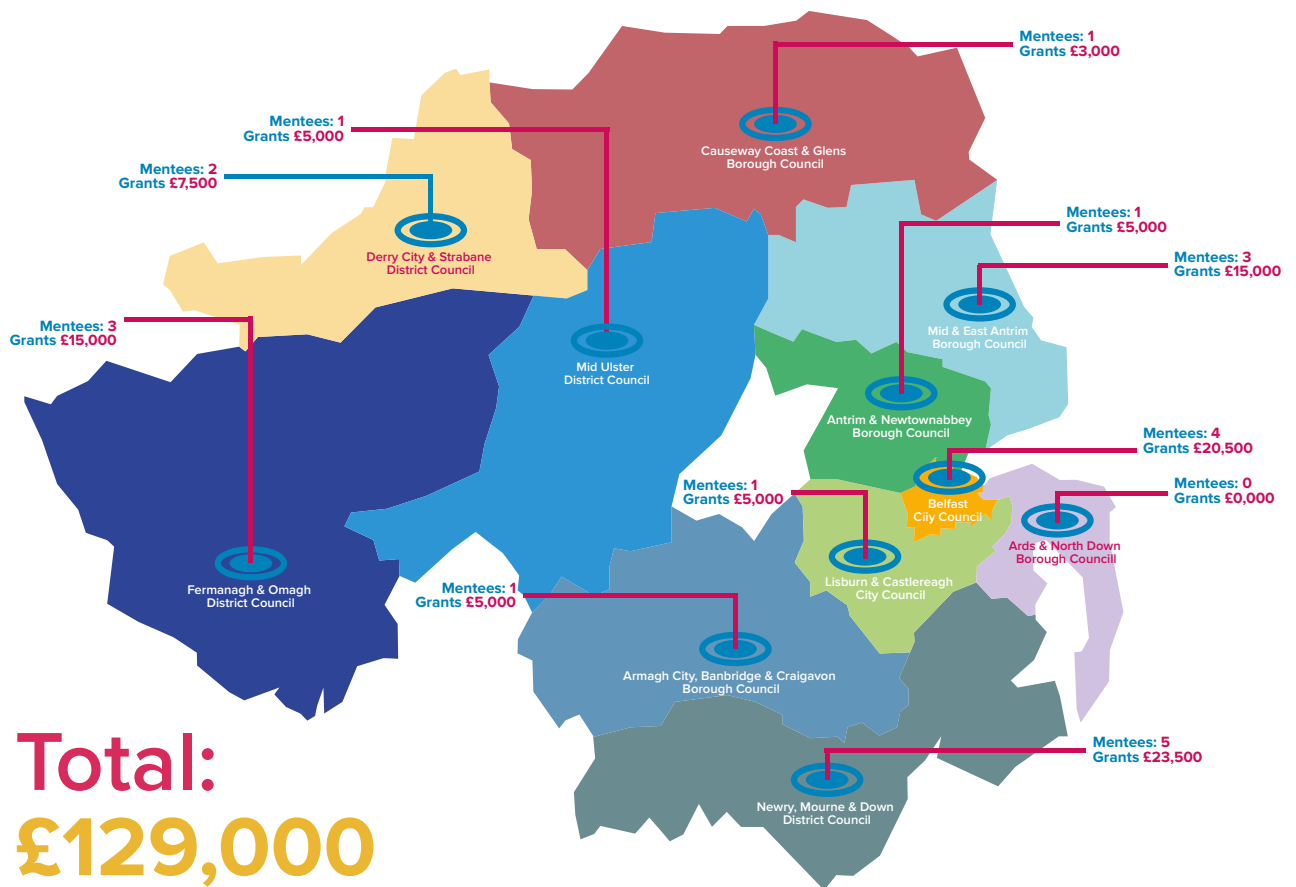 Mentees: 1
Grants £3,000
Causeway Coast & Glens
Borough Council
Mentees: 1
Grants £5,000
Mentees: 2
Grants £7,500
Derry City & Strabane
District Council
Mentees: 1
Grants £5,000
Mentees: 3
Grants £15,000
Mid & East Antrim
Borough Council
Mentees: 3
Grants £15,000
Mid Ulster
District Council
Antrim & Newtownabbey
Borough Council
Mentees: 4
Grants £20,500
Mentees: 1
Grants £5,000
Mentees: 0
Grants £0,000
Belfast
Ciiy Council
Ards & North Down
Borough Councill
Fermanagh & Omagh
District Council
Lisburn & Castlereagh
City Council
Mentees: 1
Grants £5,000
Armagh City, Banbridge & Craigavon
Borough Council
Mentees: 5
Grants £23,500
Newry, Mourne & Down
District Council
Total:
£129,000